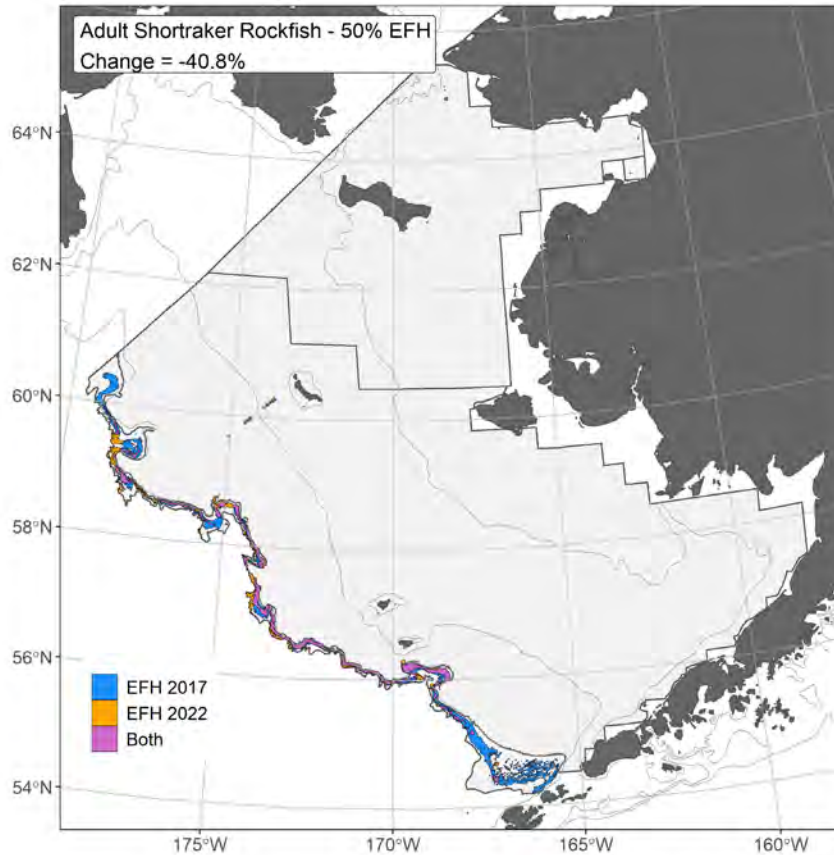 Adult Shortraker Rockfish - 50% EFH
Change = -40.8%
64°N
62°N
60°N
58°N
56°N
54°N
EFH 2017
EFH 2022
Both
175°W
170°W
165°W
160°W